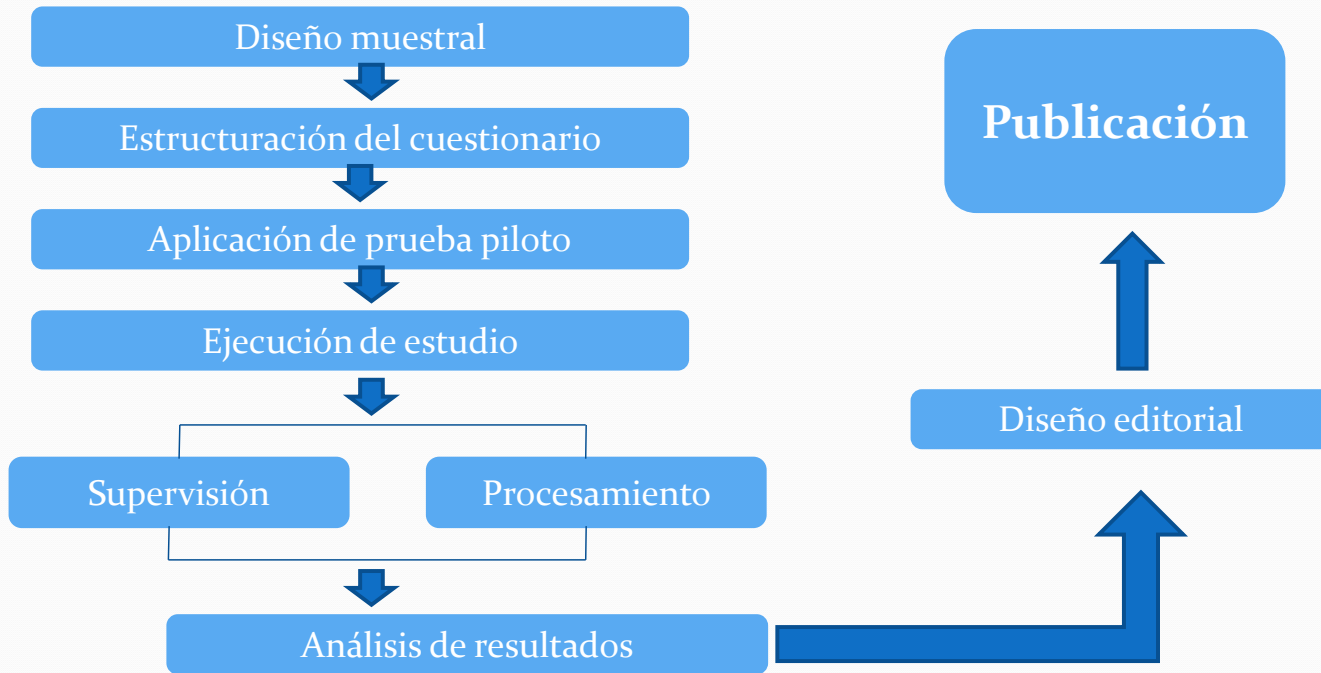 Diseño muestral
Estructuración del cuestionario
Aplicación de prueba piloto
Ejecución de estudio
Supervisión
Procesamiento
Análisis de resultados
Diseño editorial
Publicación